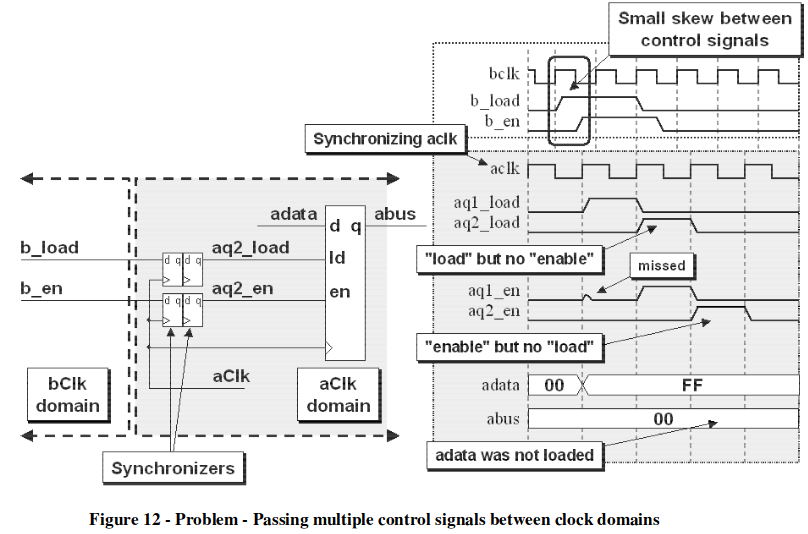 Small skew between
control signals
bclk
b_load
b_en
Synchronizing aclk
aclk
adata
d q
abus
aq1_load
aq2_load
b_load
d q d q
aq2_load
ld
"load" but no "enable"
missed
b_en
d q d q
aq2_en
en
aq1_en
aq2_en
"enable" but no "load"
bClk
domain
aClk
aClk
domain
adata
00
FF
abus
00
Synchronizers
adata was not loaded
Figure 12 - Problem - Passing multiple control signals between clock domains